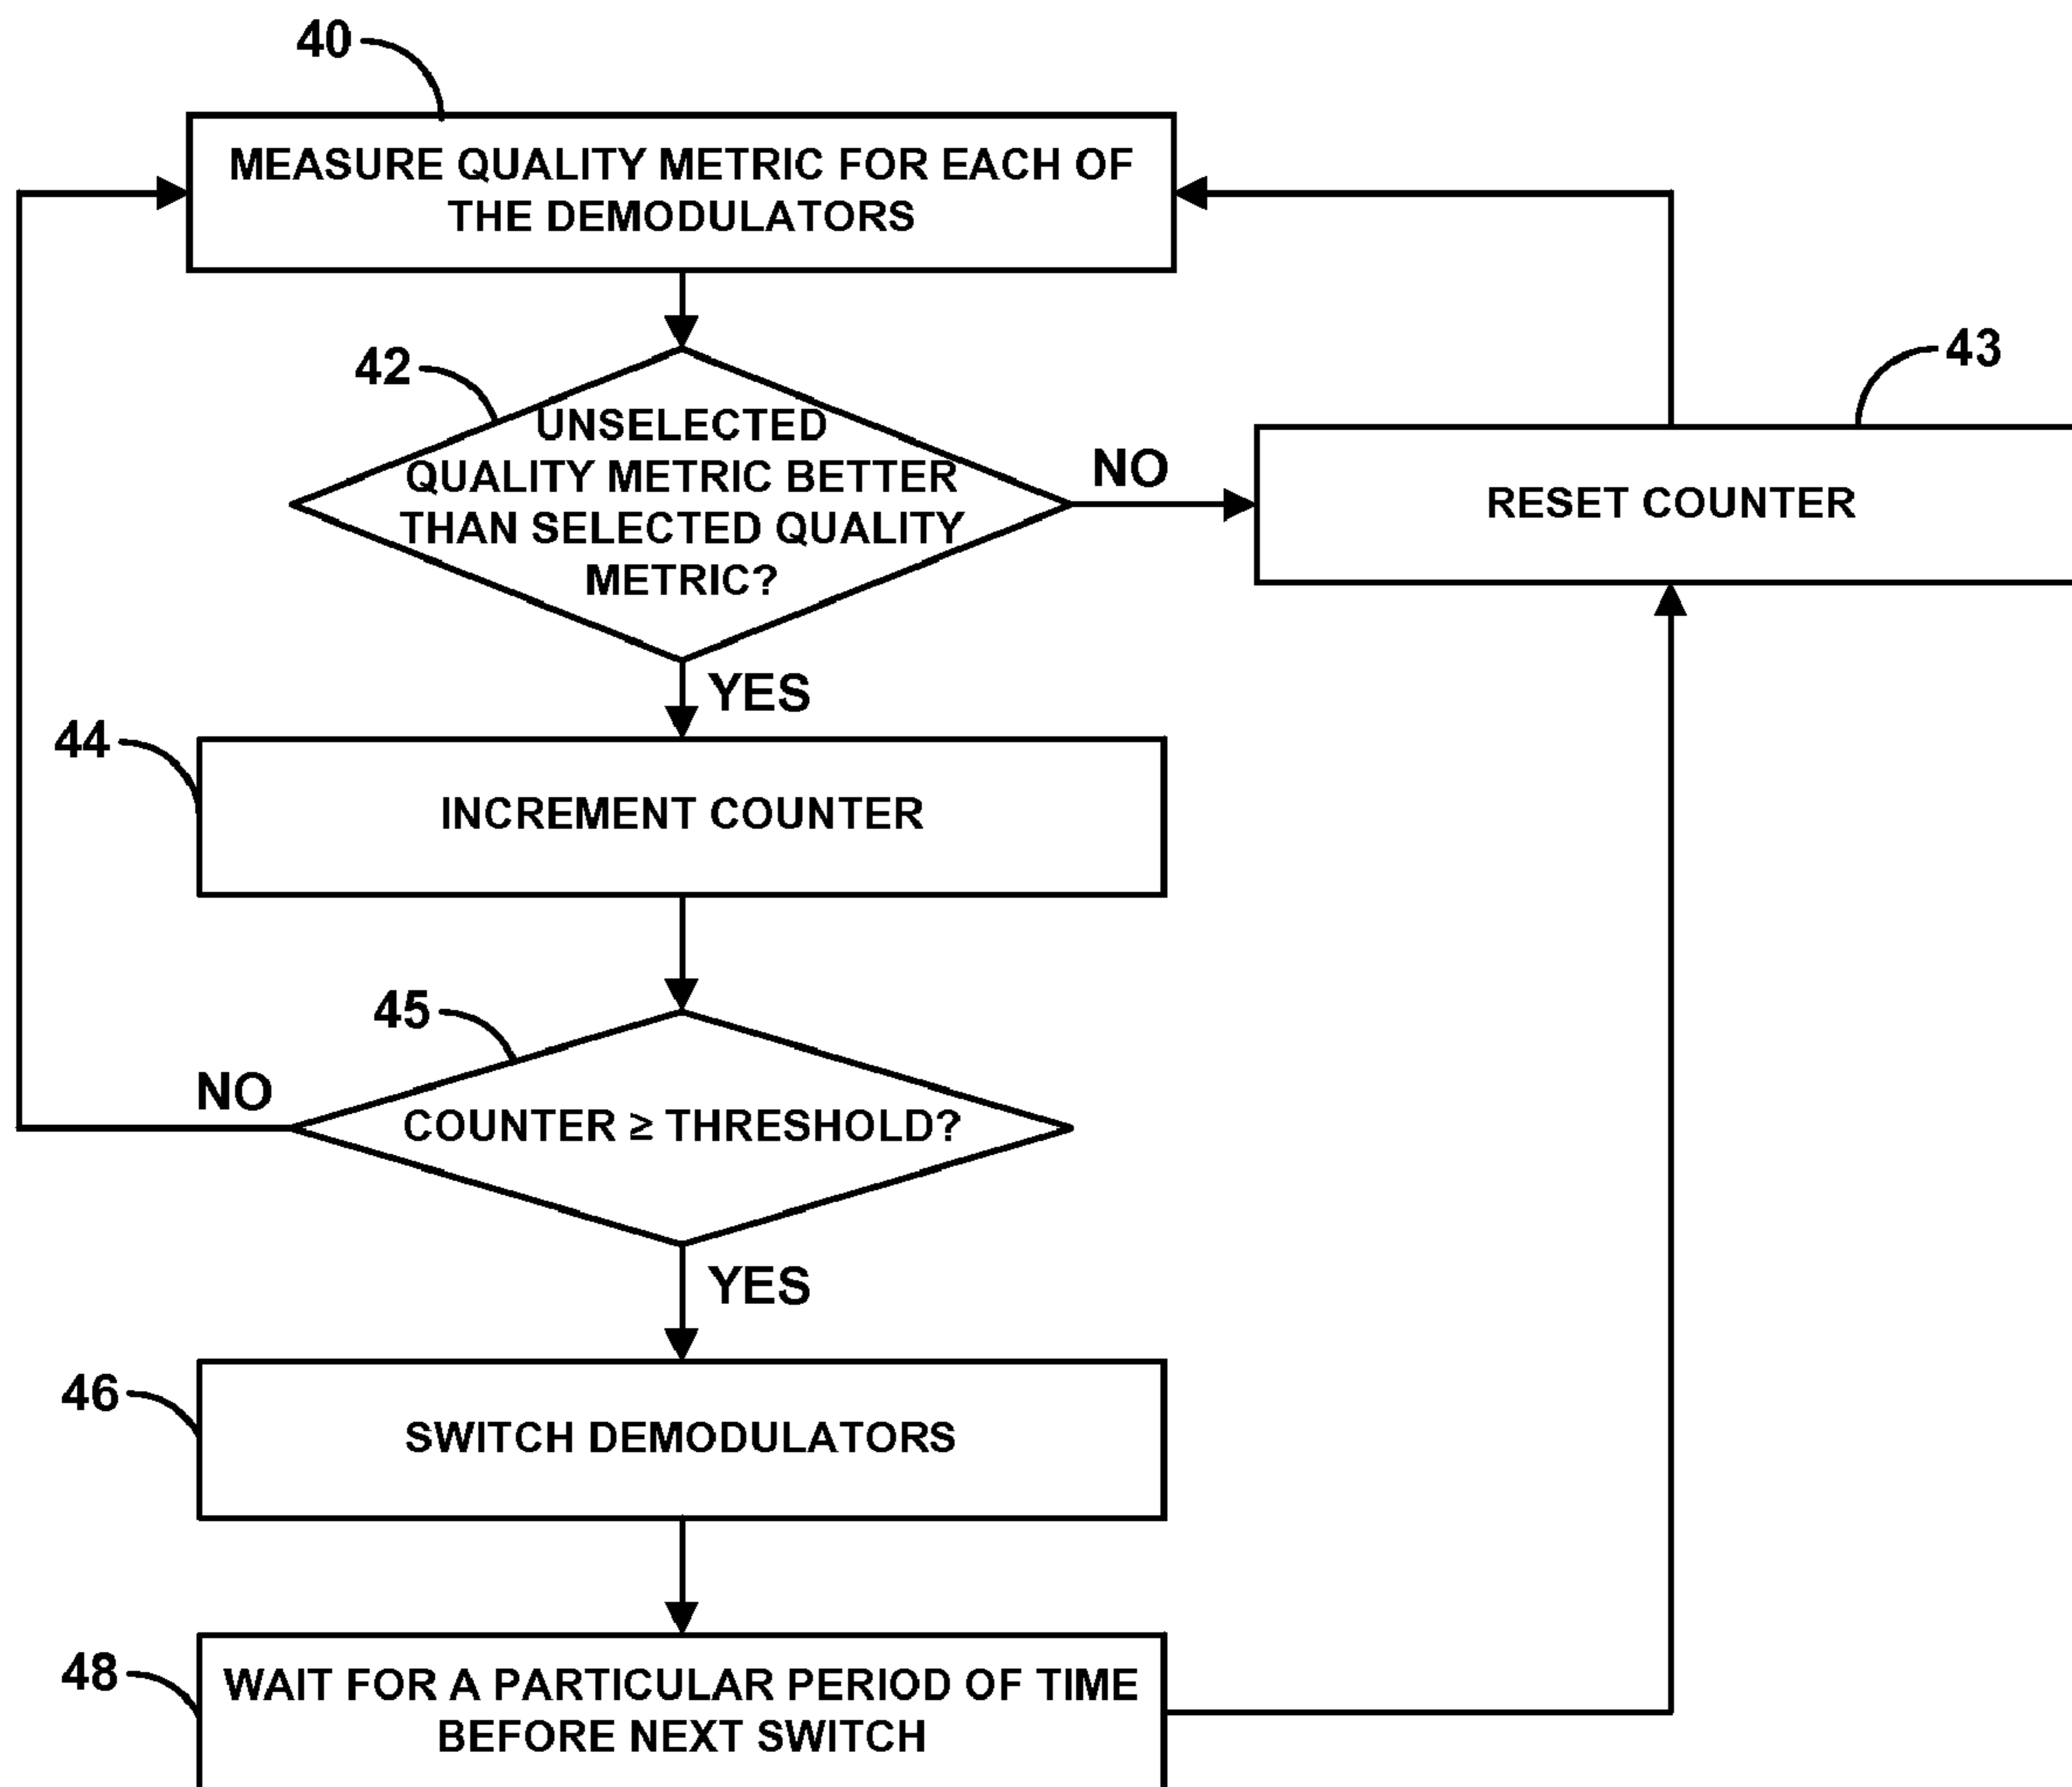 40
MEASURE QUALITY METRIC FOR EACH OF
THE DEMODULATORS
42
UNSELECTED
QUALITY METRIC BETTER
THAN SELECTED QUALITY
METRIC?
NO
43
RESET COUNTER
YES
44
INCREMENT COUNTER
45
COUNTER ≥ THRESHOLD?
NO
YES
46
SWITCH DEMODULATORS
48
WAIT FOR A PARTICULAR PERIOD OF TIME
BEFORE NEXT SWITCH